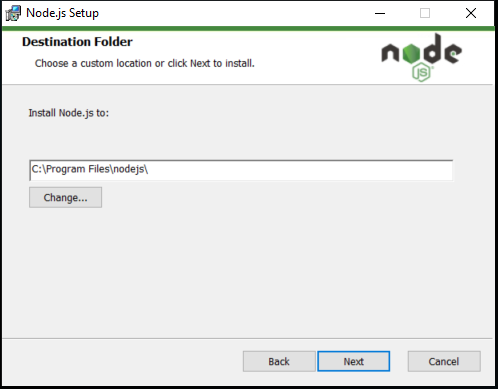 Node.js Setup
Destination Folder
Choose a custom location or click Next to install.
node
JS
Install Node.js to:
C:\Program Files\nodejs\
Change...
Back
Next
Cancel